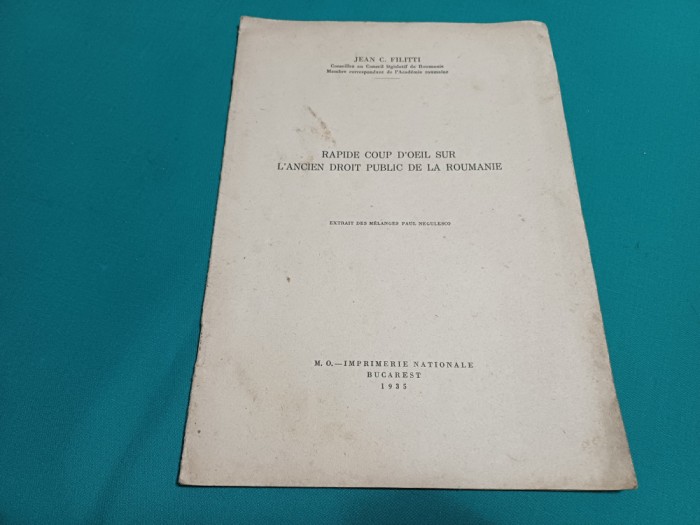 JEAN C. FILITTI
Conseiller au Conseil législatif de Roumanie
Membre correspondant de l'Académie roumaine
RAPIDE COUP D'OEIL SUR
L'ANCIEN DROIT PUBLIC DE LA ROUMANIE
EXTRAIT DES MÉLANGES PAUL NEGULESCO
M. O.—IMPRIMERIE NATIONALE
BUCAREST
1935